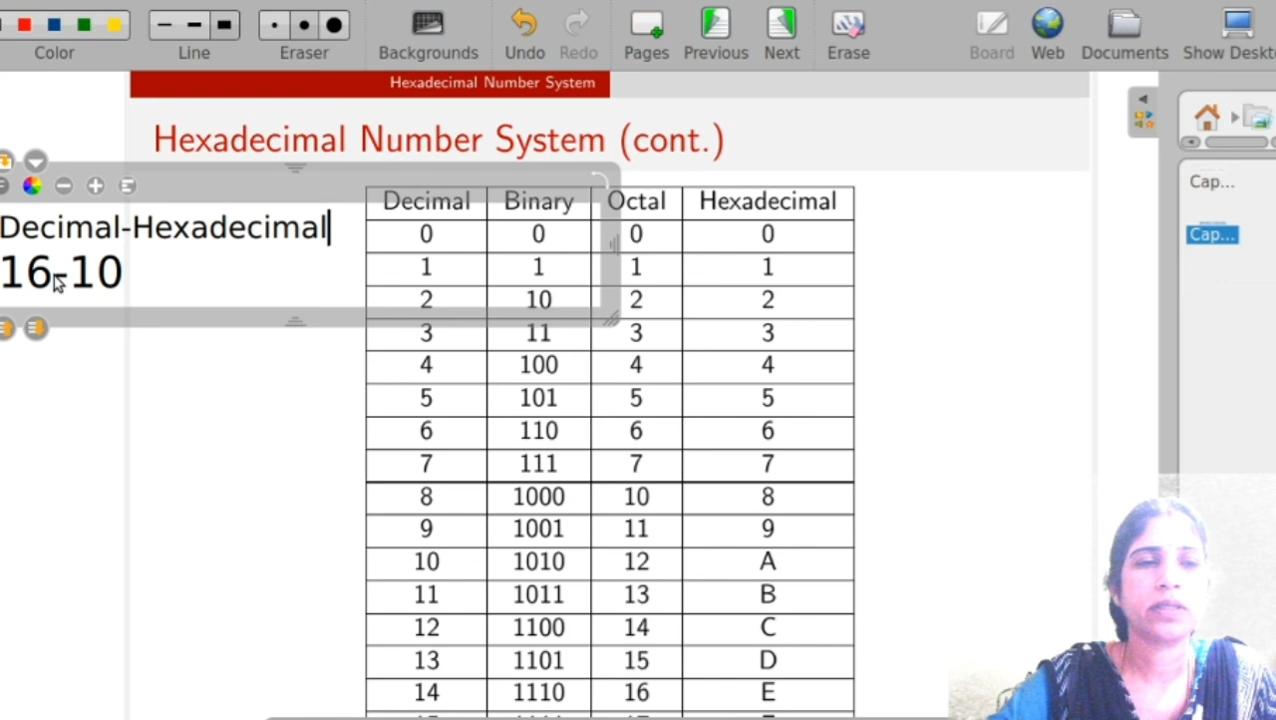 Color Line Eraser Backgrounds Undo Redo Pages Previous Next Erase Board Web Documents Show Deskt
Hexadecimal Number System
Hexadecimal Number System (cont.)
Cap...
Cap...
Decimal-Hexadecimal
16-10
Decimal Binary Octal Hexadecimal
0 0 0 0
1 1 1 1
2 10 2 2
3 11 3 3
4 100 4 4
5 101 5 5
6 110 6 6
7 111 7 7
8 1000 10 8
9 1001 11 9
10 1010 12 A
11 1011 13 B
12 1100 14 C
13 1101 15 D
14 1110 16 E